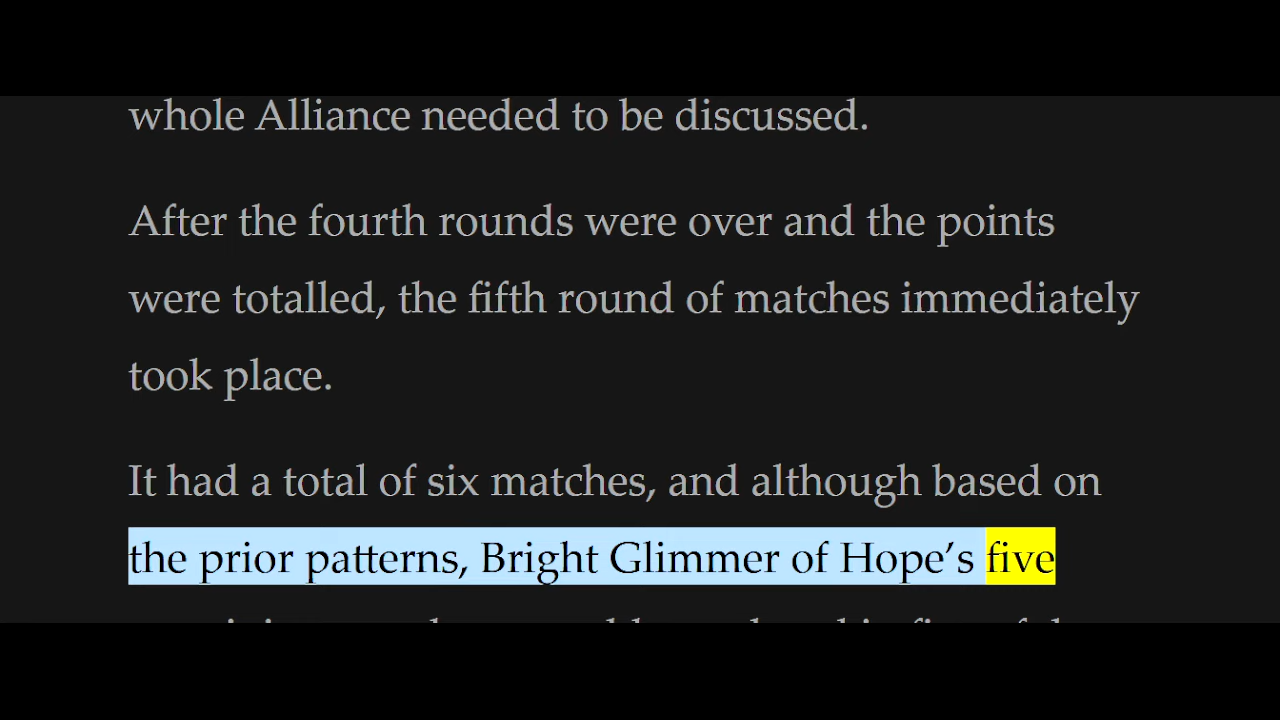 whole Alliance needed to be discussed.
After the fourth rounds were over and the points
were totalled, the fifth round of matches immediately
took place.
It had a total of six matches, and although based on
the prior patterns, Bright Glimmer of Hope’s five